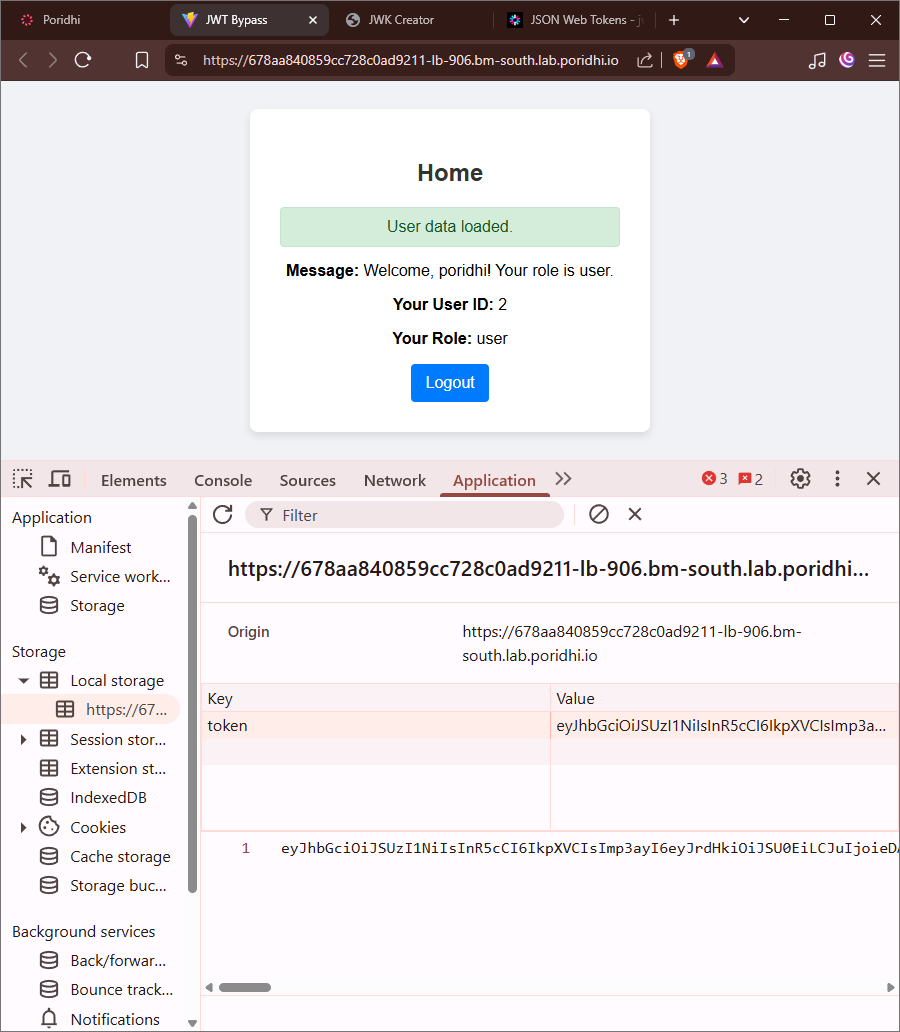 Poridhi
JWT Bypass
JWK Creator
JSON Web Tokens - jw
https://678aa840859cc728c0ad9211-lb-906.bm-south.lab.poridhi.io
1
Home
User data loaded.
Message: Welcome, poridhi! Your role is user.
Your User ID: 2
Your Role: user
Logout
Elements
Console
Sources
Network
Application
3
2
Application
Manifest
Service work...
Storage
Storage
Local storage
https://67...
Session stor...
Extension st...
IndexedDB
Cookies
Cache storage
Storage buc...
Background services
Back/forwar...
Bounce track...
Notifications
Filter
https://678aa840859cc728c0ad9211-lb-906.bm-south.lab.poridhi...
Origin
https://678aa840859cc728c0ad9211-lb-906.bm-
south.lab.poridhi.io
Key
Value
token
eyJhbGciOiJSUzI1NiIsInR5cCI6IkpXVCIsImp3a...
1
eyJhbGciOiJSUzI1NiIsInR5cCI6IkpXVCIsImp3ayI6eyJrdHkiOiJSU0EiLCJuIjoieDA